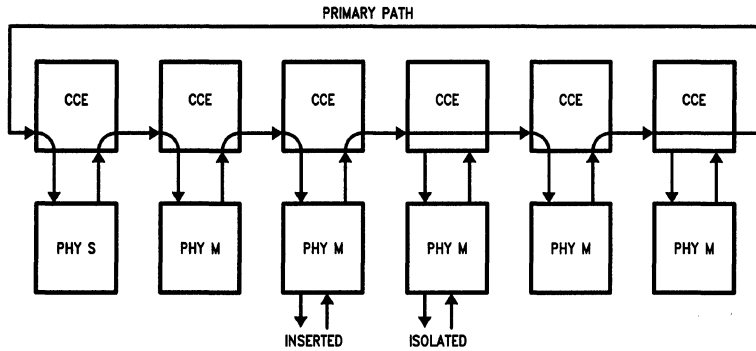 PRIMARY PATH
CCE CCE CCE CCE CCE CCE
PHY S PHY M PHY M PHY M PHY M PHY M
INSERTED ISOLATED